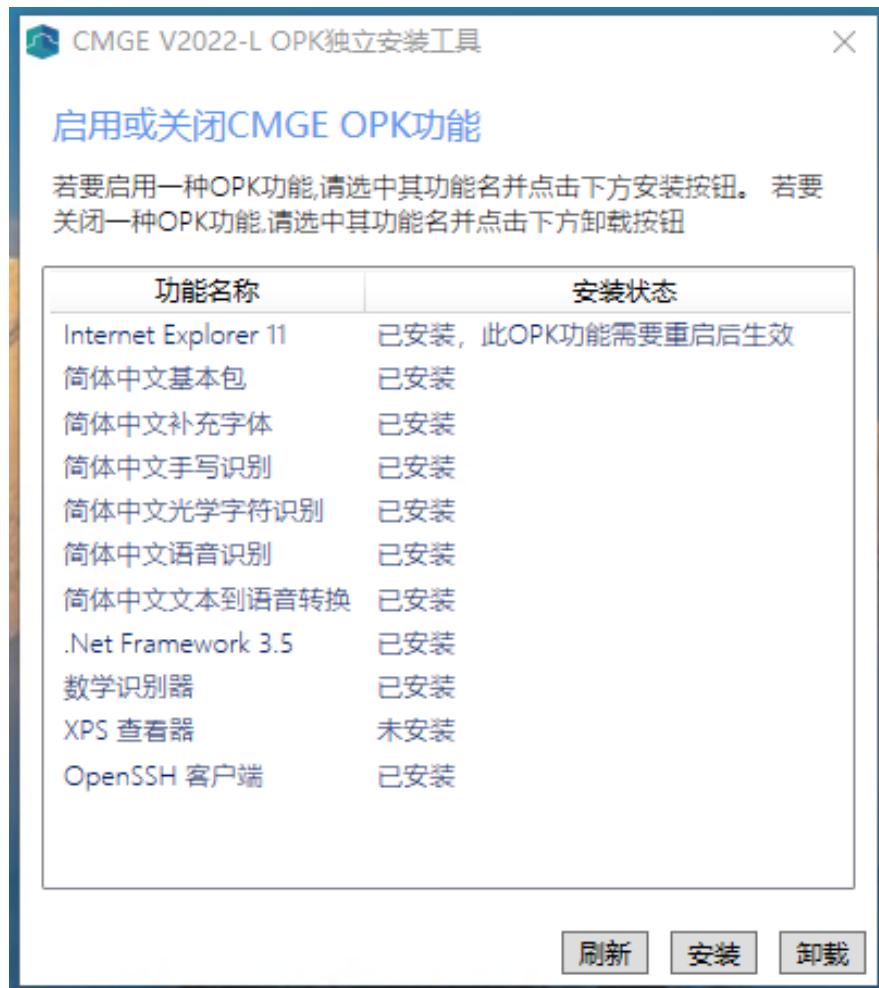 CMGE V2022-L OPK独立安装工具
启用或关闭CMGE OPK功能
若要启用一种OPK功能,请选中其功能名并点击下方安装按钮。 若要
关闭一种OPK功能,请选中其功能名并点击下方卸载按钮
功能名称 安装状态
Internet Explorer 11 已安装，此OPK功能需要重启后生效
简体中文基本包 已安装
简体中文补充字体 已安装
简体中文手写识别 已安装
简体中文光学字符识别 已安装
简体中文语音识别 已安装
简体中文文本到语音转换 已安装
.Net Framework 3.5 已安装
数学识别器 已安装
XPS 查看器 未安装
OpenSSH 客户端 已安装
刷新 安装 卸载